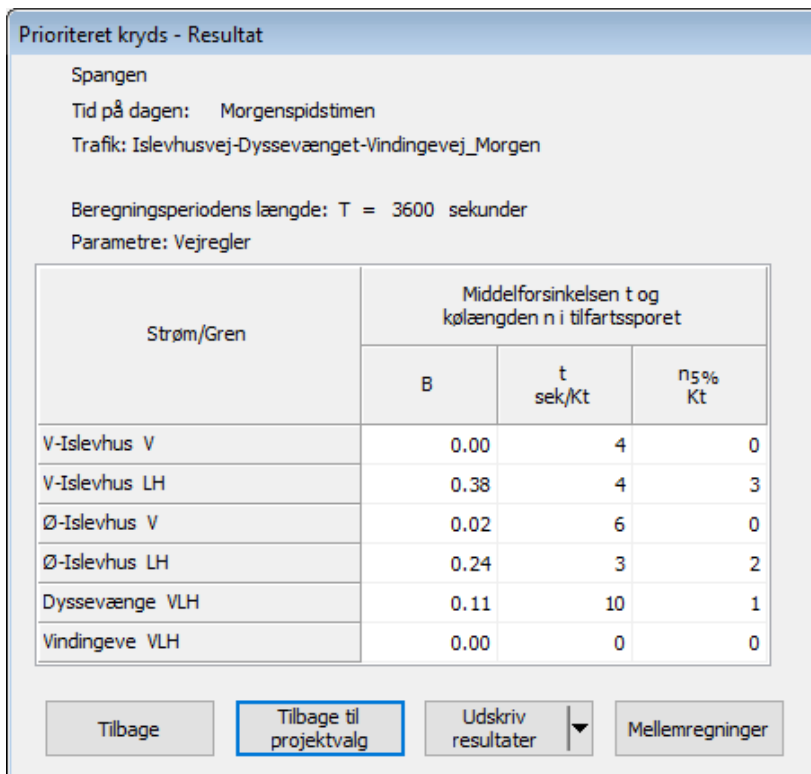 Prioriteret kryds - Resultat
Spangen
Tid på dagen: Morgenspidstimen
Trafik: Islevhusvej-Dyssevænget-Vindingevej_Morgen
Beregningsperiodens længde: T = 3600 sekunder
Parametre: Vejregler
Strøm/Gren
Middelforsinkelsen t og
kølængden n i tilfartssporet
B
t
sek/Kt
n5%
Kt
V-Islevhus V 0.00 4 0
V-Islevhus LH 0.38 4 3
Ø-Islevhus V 0.02 6 0
Ø-Islevhus LH 0.24 3 2
Dyssevænge VLH 0.11 10 1
Vindingeve VLH 0.00 0 0
Tilbage
Tilbage til
projektvalg
Udskriv
resultater
Mellemregninger